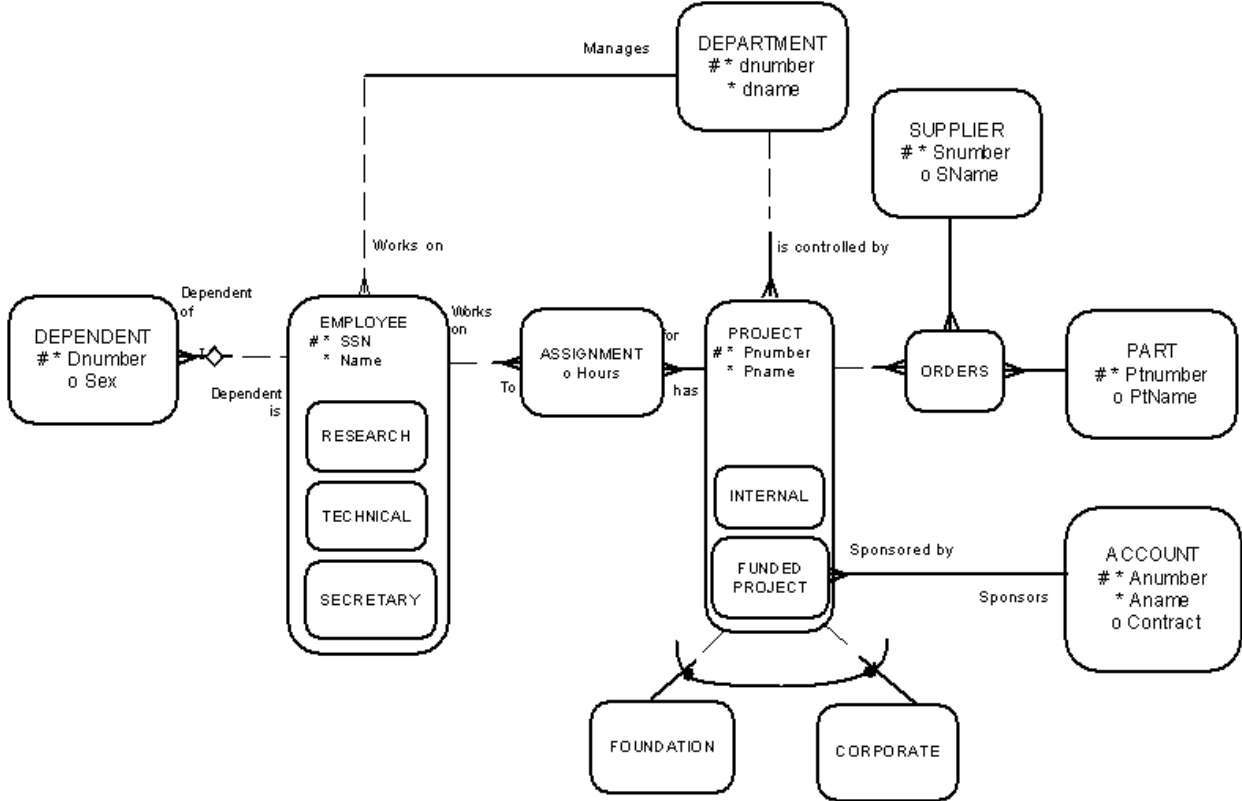 Manages
DEPARTMENT
# * dnumber
* dname
SUPPLIER
# * Snumber
o SName
Works on
is controlled by
Dependent
of
DEPENDENT
# * Dnumber
o Sex
Dependent
is
EMPLOYEE
# * SSN
* Name
RESEARCH
TECHNICAL
SECRETARY
Works
on
To
ASSIGNMENT
o Hours
for
has
PROJECT
# * Pnumber
* Pname
INTERNAL
FUNDED
PROJECT
ORDERS
PART
# * Ptnumber
o PtName
Sponsored by
Sponsors
ACCOUNT
# * Anumber
* Aname
o Contract
FOUNDATION
CORPORATE